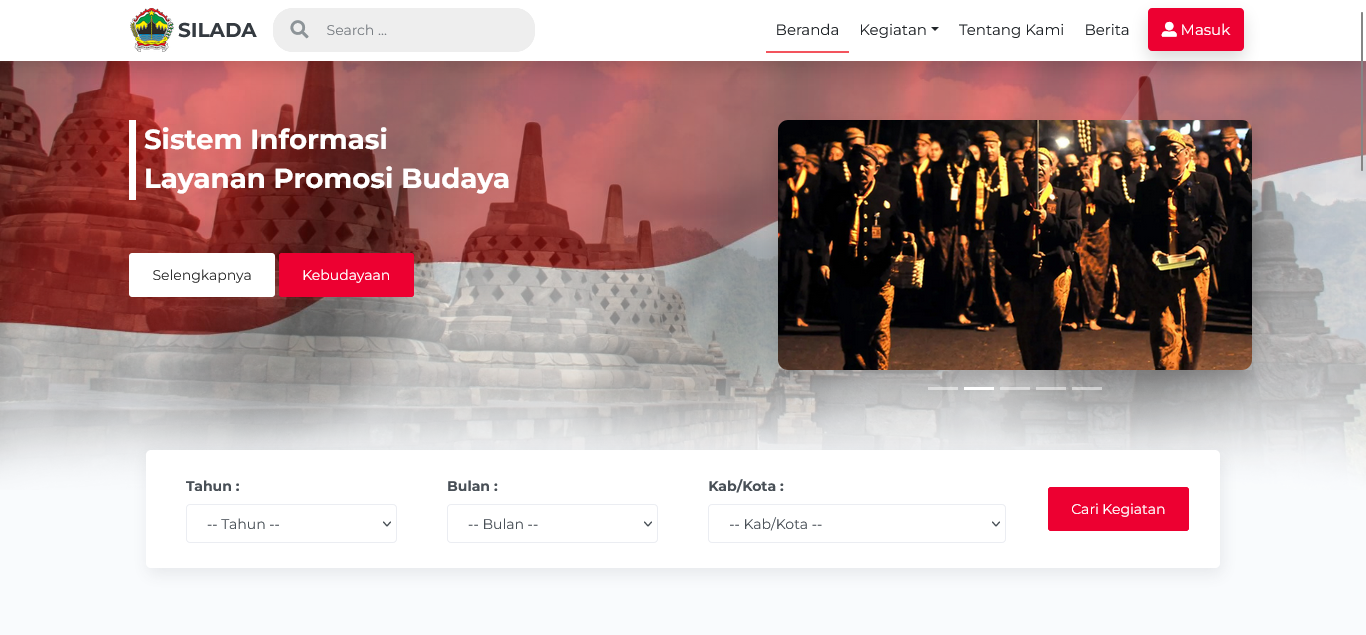 SILADA
Search ...
Beranda
Kegiatan
Tentang Kami
Berita
Masuk
Sistem Informasi
Layanan Promosi Budaya
Selengkapnya
Kebudayaan
Tahun :
-- Tahun --
Bulan :
-- Bulan --
Kab/Kota :
-- Kab/Kota --
Cari Kegiatan